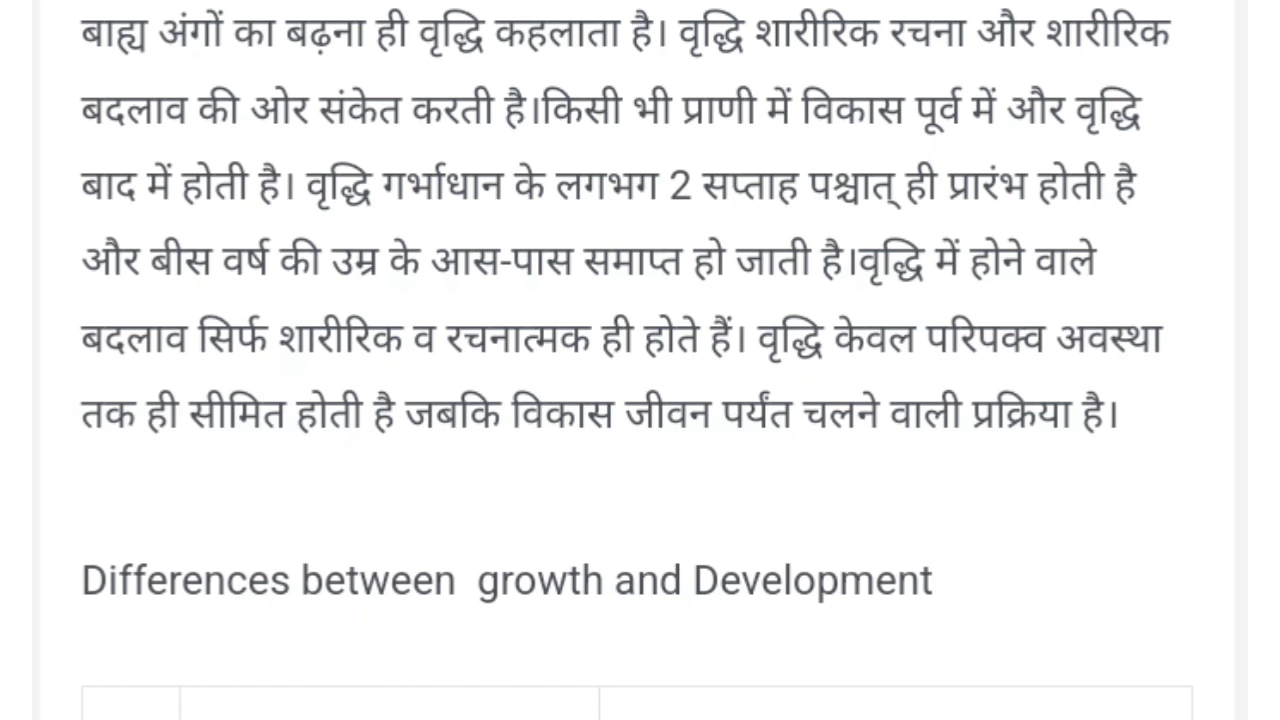 बाह्य अंगों का बढ़ना ही वृद्धि कहलाता है। वृद्धि शारीरिक रचना और शारीरिक
बदलाव की ओर संकेत करती है।किसी भी प्राणी में विकास पूर्व में और वृद्धि
बाद में होती है। वृद्धि गर्भाधान के लगभग 2 सप्ताह पश्चात् ही प्रारंभ होती है
और बीस वर्ष की उम्र के आस-पास समाप्त हो जाती है।वृद्धि में होने वाले
बदलाव सिर्फ शारीरिक व रचनात्मक ही होते हैं। वृद्धि केवल परिपक्व अवस्था
तक ही सीमित होती है जबकि विकास जीवन पर्यंत चलने वाली प्रक्रिया है।
Differences between  growth and Development